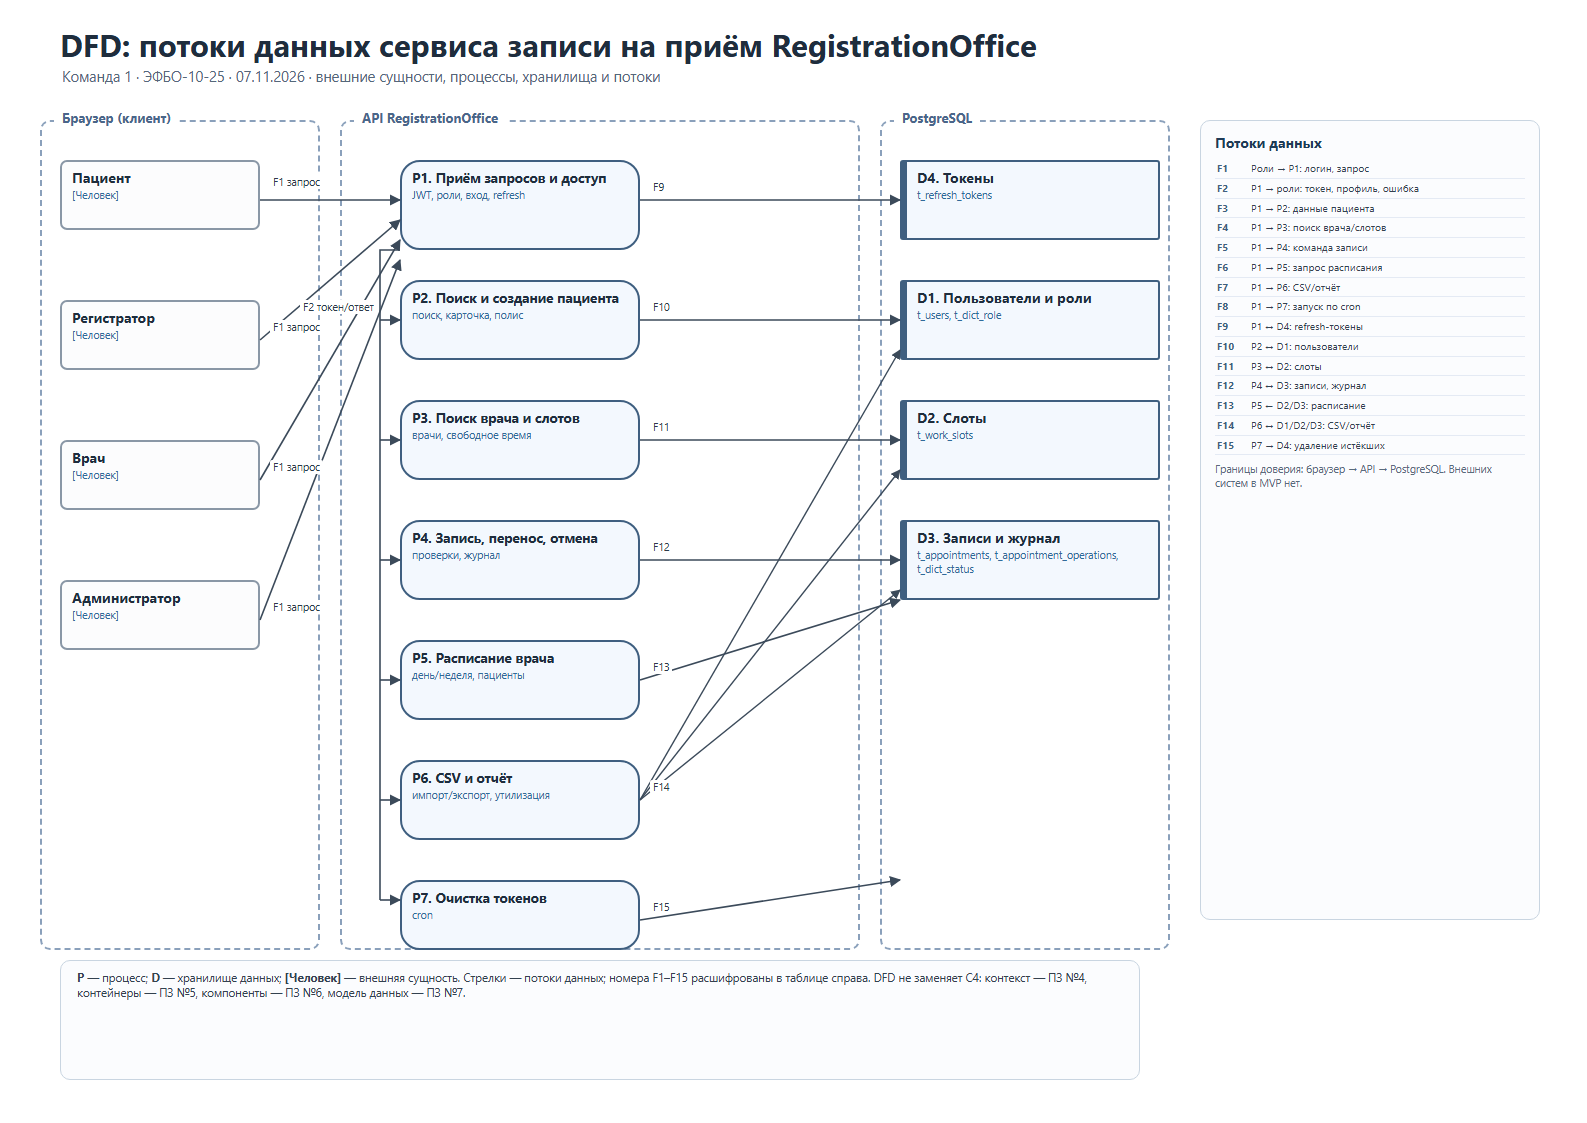 DFD: потоки данных сервиса записи на приём RegistrationOffice
Команда 1 · ЭФБО-10-25 · 07.11.2026 · внешние сущности, процессы, хранилища и потоки
Браузер (клиент)
Пациент
[Человек]
Регистратор
[Человек]
Врач
[Человек]
Администратор
[Человек]
F1 запрос
F2 токен/ответ
F1 запрос
F1 запрос
F1 запрос
API RegistrationOffice
P1. Приём запросов и доступ
JWT, роли, вход, refresh
P2. Поиск и создание пациента
поиск, карточка, полис
P3. Поиск врача и слотов
врачи, свободное время
P4. Запись, перенос, отмена
проверки, журнал
P5. Расписание врача
день/неделя, пациенты
P6. CSV и отчёт
импорт/экспорт, утилизация
P7. Очистка токенов
cron
F9
F10
F11
F12
F13
F14
F15
PostgreSQL
D4. Токены
t_refresh_tokens
D1. Пользователи и роли
t_users, t_dict_role
D2. Слоты
t_work_slots
D3. Записи и журнал
t_appointments, t_appointment_operations,
t_dict_status
Потоки данных
F1 Роли → P1: логин, запрос
F2 P1 → роли: токен, профиль, ошибка
F3 P1 → P2: данные пациента
F4 P1 → P3: поиск врача/слотов
F5 P1 → P4: команда записи
F6 P1 → P5: запрос расписания
F7 P1 → P6: CSV/отчёт
F8 P1 → P7: запуск по cron
F9 P1 ↔ D4: refresh-токены
F10 P2 ↔ D1: пользователи
F11 P3 ↔ D2: слоты
F12 P4 ↔ D3: записи, журнал
F13 P5 ← D2/D3: расписание
F14 P6 ↔ D1/D2/D3: CSV/отчёт
F15 P7 → D4: удаление истёкших
Границы доверия: браузер → API → PostgreSQL. Внешних
систем в MVP нет.
P — процесс; D — хранилище данных; [Человек] — внешняя сущность. Стрелки — потоки данных; номера F1–F15 расшифрованы в таблице справа. DFD не заменяет C4: контекст — ПЗ №4,
контейнеры — ПЗ №5, компоненты — ПЗ №6, модель данных — ПЗ №7.